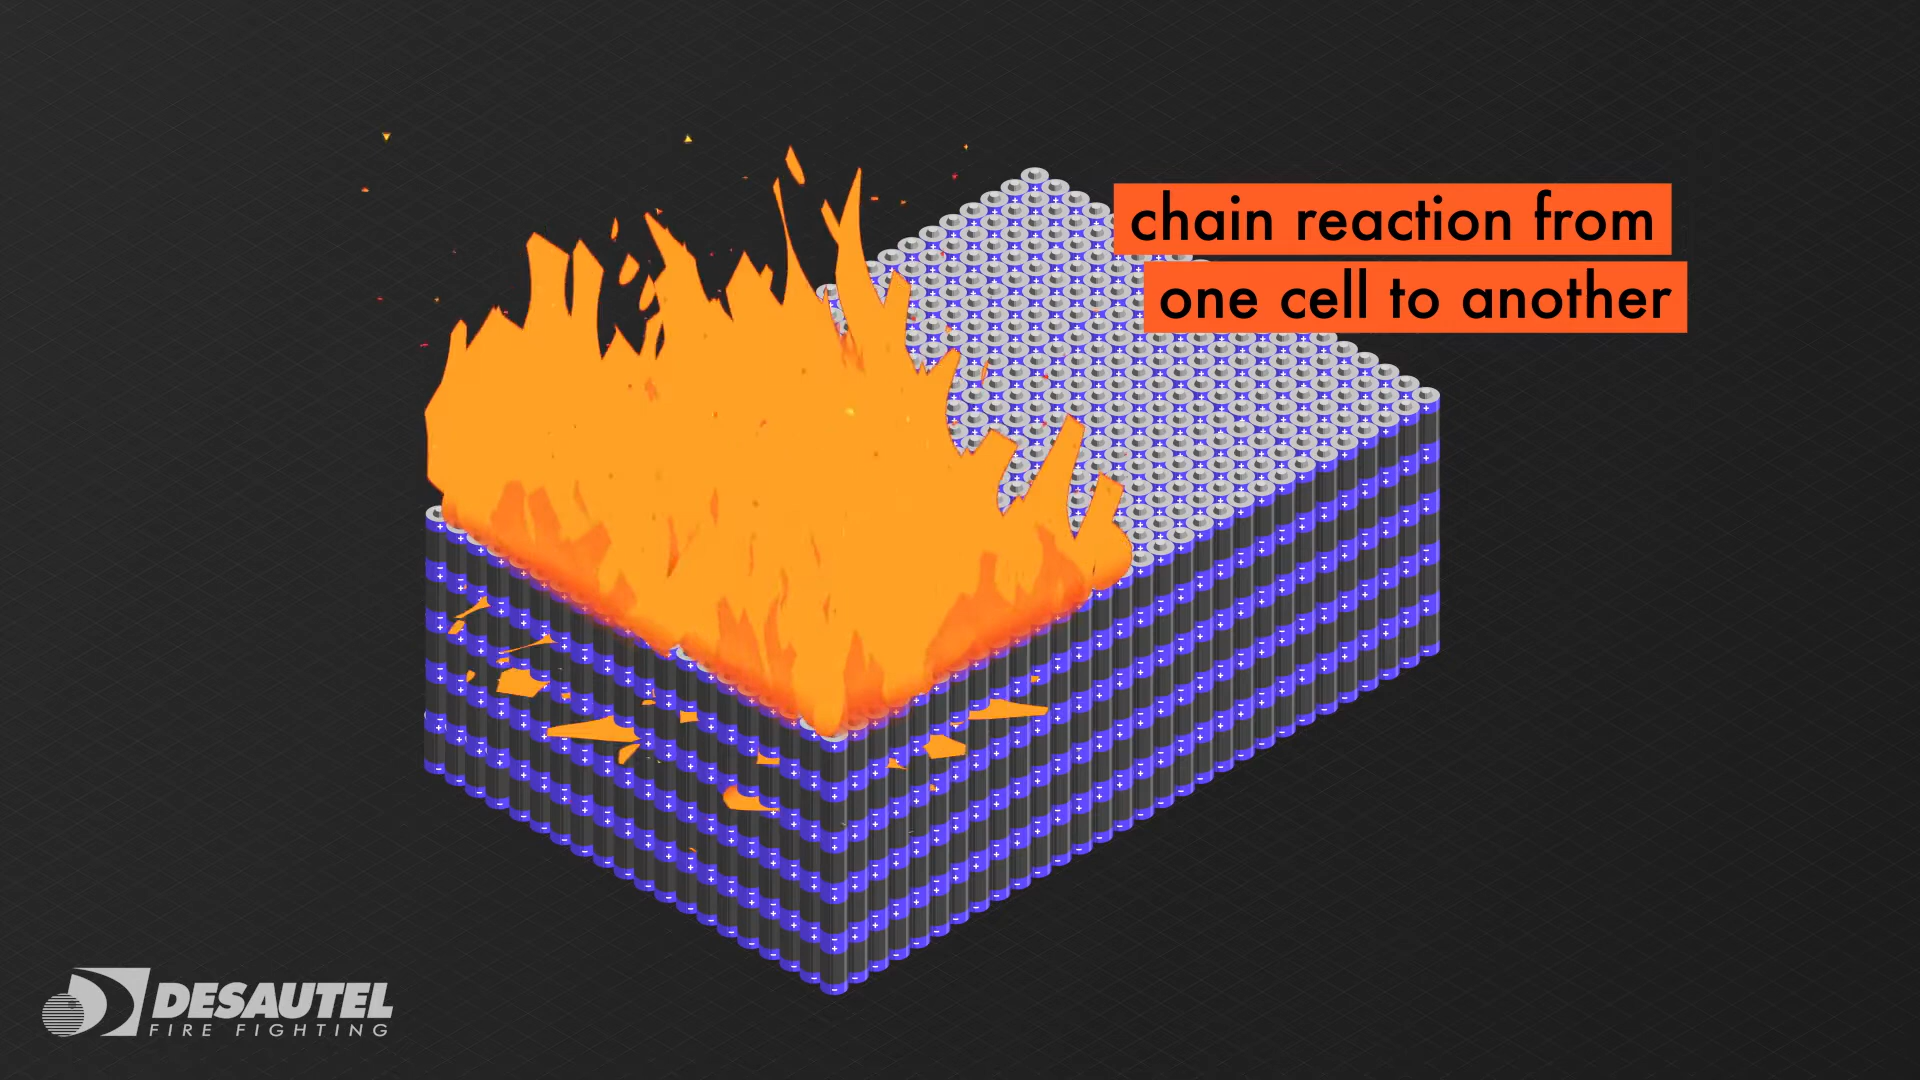 chain reaction from
one cell to another
DESAUTEL
FIRE FIGHTING